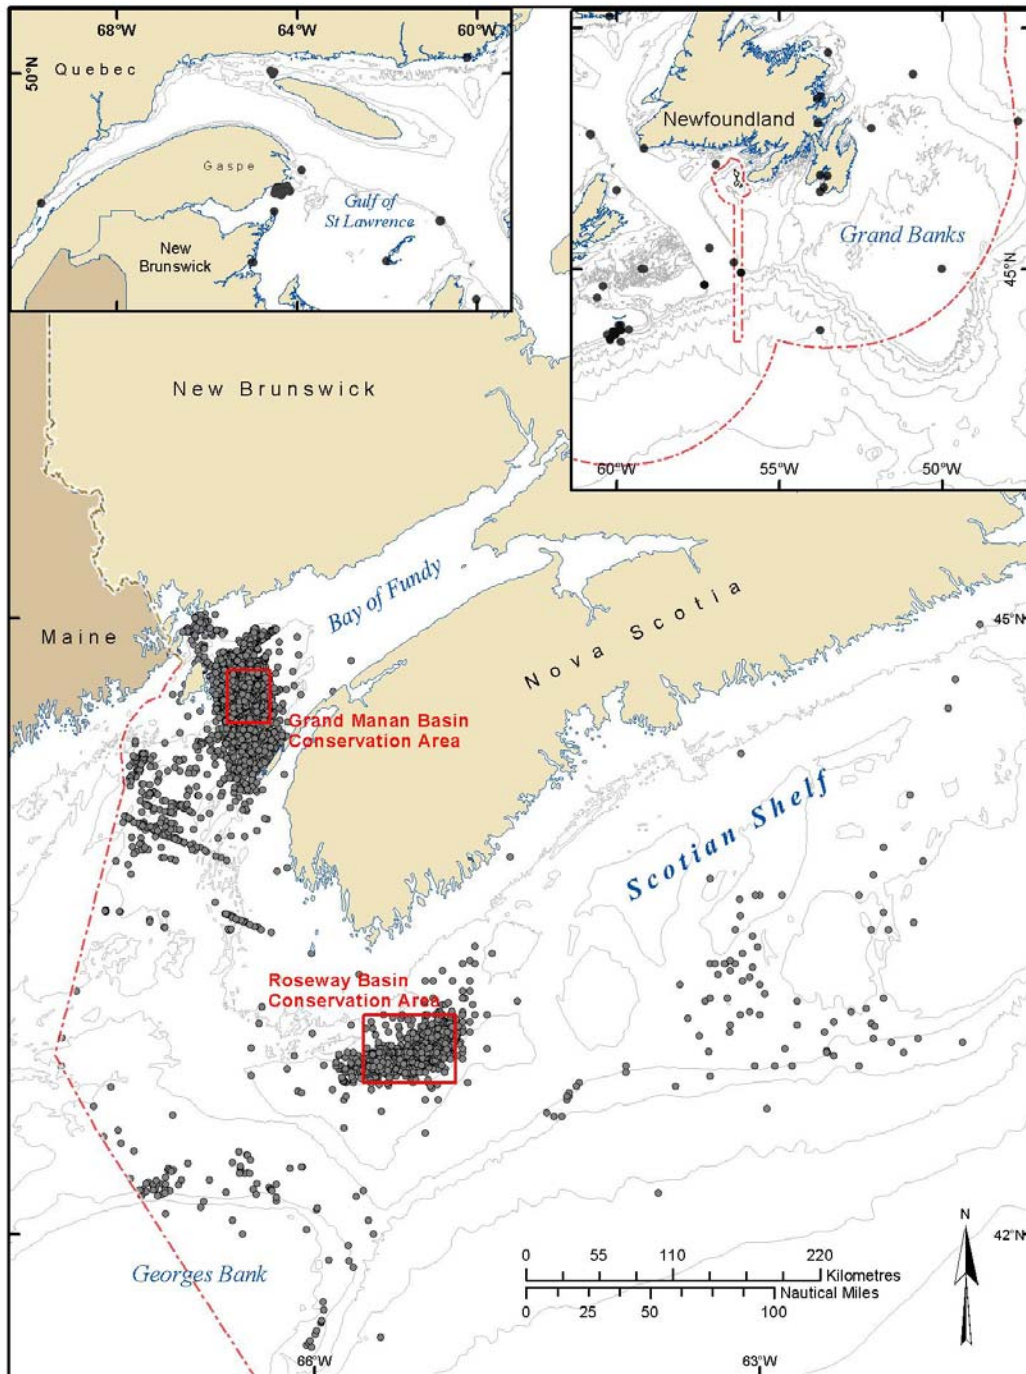 68°W
64°W
60°W
50°N
Quebec
Gaspe
Gulf of
St Lawrence
New
Brunswick
Newfoundland
Grand Banks
45°N
60°W
55°W
50°W
New Brunswick
Maine
Bay of Fundy
Nova Scotia
45°N
Grand Manan Basin
Conservation Area
Scotian Shelf
Roseway Basin
Conservation Area
Georges Bank
N
42°N
0 55 110 220
Kilometres
Nautical Miles
0 25 50 100
66°W
63°W